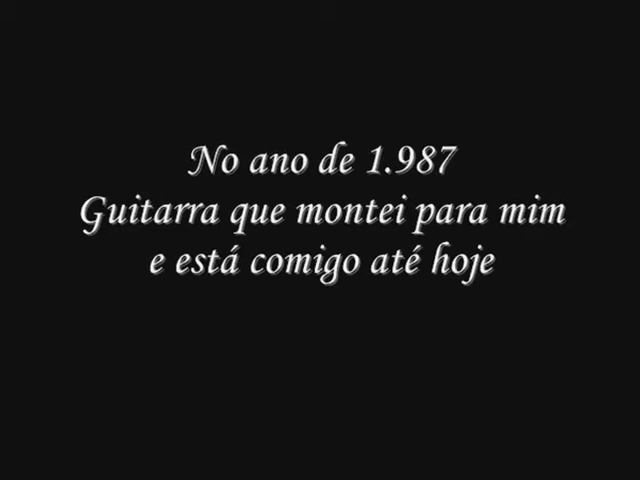 No ano de 1.987
Guitarra que montei para mim
e está comigo até hoje